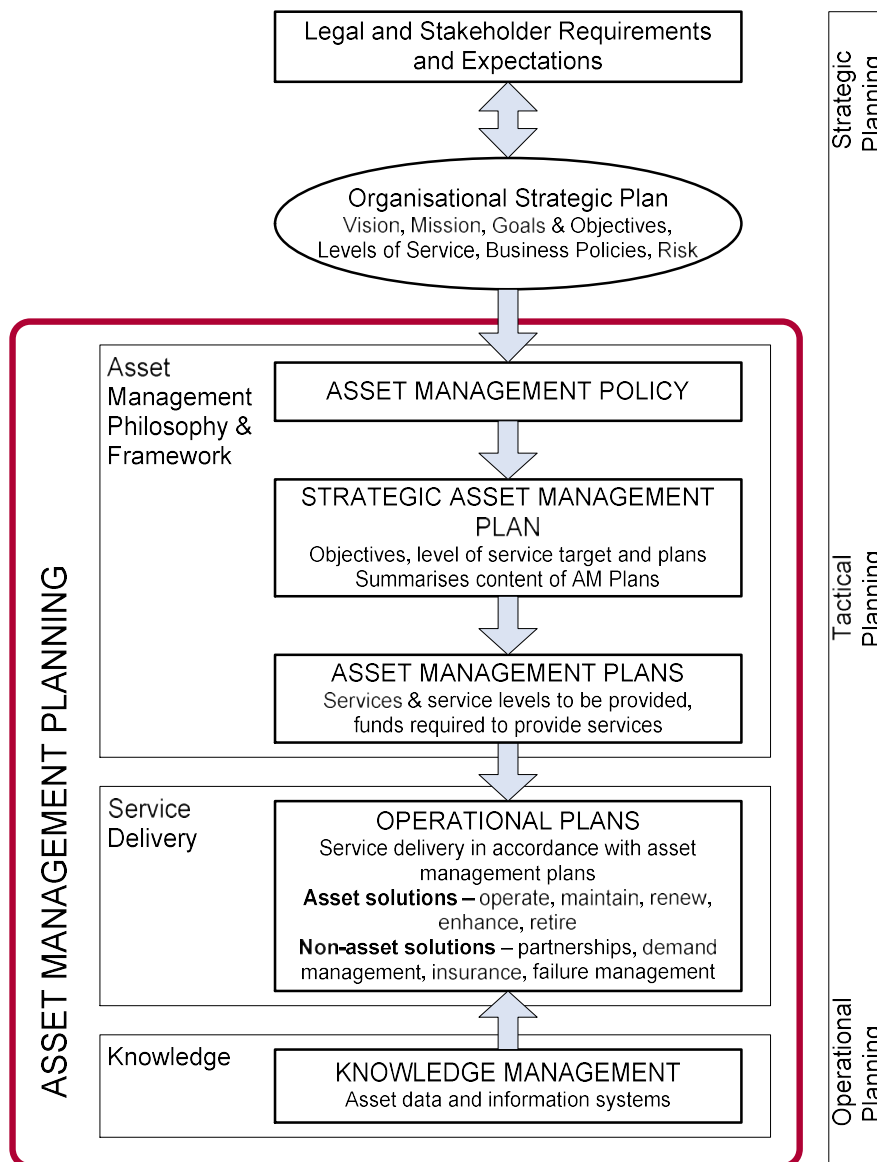 Legal and Stakeholder Requirements
and Expectations
Strategic
Planning
Organisational Strategic Plan
Vision, Mission, Goals & Objectives,
Levels of Service, Business Policies, Risk
Asset
Management
Philosophy &
Framework
ASSET MANAGEMENT POLICY
STRATEGIC ASSET MANAGEMENT
PLAN
Objectives, level of service target and plans
Summarises content of AM Plans
Tactical
Planning
ASSET MANAGEMENT PLANS
Services & service levels to be provided,
funds required to provide services
ASSET MANAGEMENT PLANNING
Service
Delivery
OPERATIONAL PLANS
Service delivery in accordance with asset
management plans
Asset solutions – operate, maintain, renew,
enhance, retire
Non-asset solutions – partnerships, demand
management, insurance, failure management
Knowledge
KNOWLEDGE MANAGEMENT
Asset data and information systems
Operational
Planning